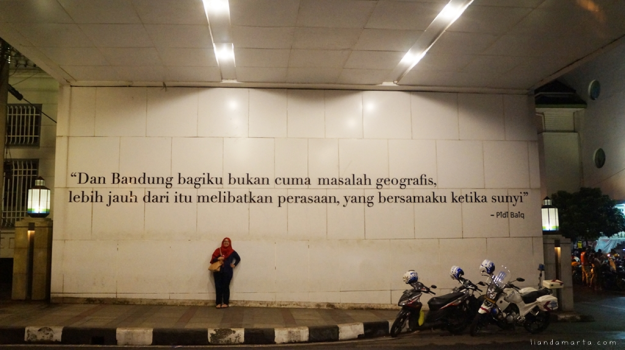 “Dan Bandung bagiku bukan cuma masalah geografis,
lebih jauh dari itu melibatkan perasaan, yang bersamaku ketika sunyi”
– Pidi Baiq
liandamarta.com